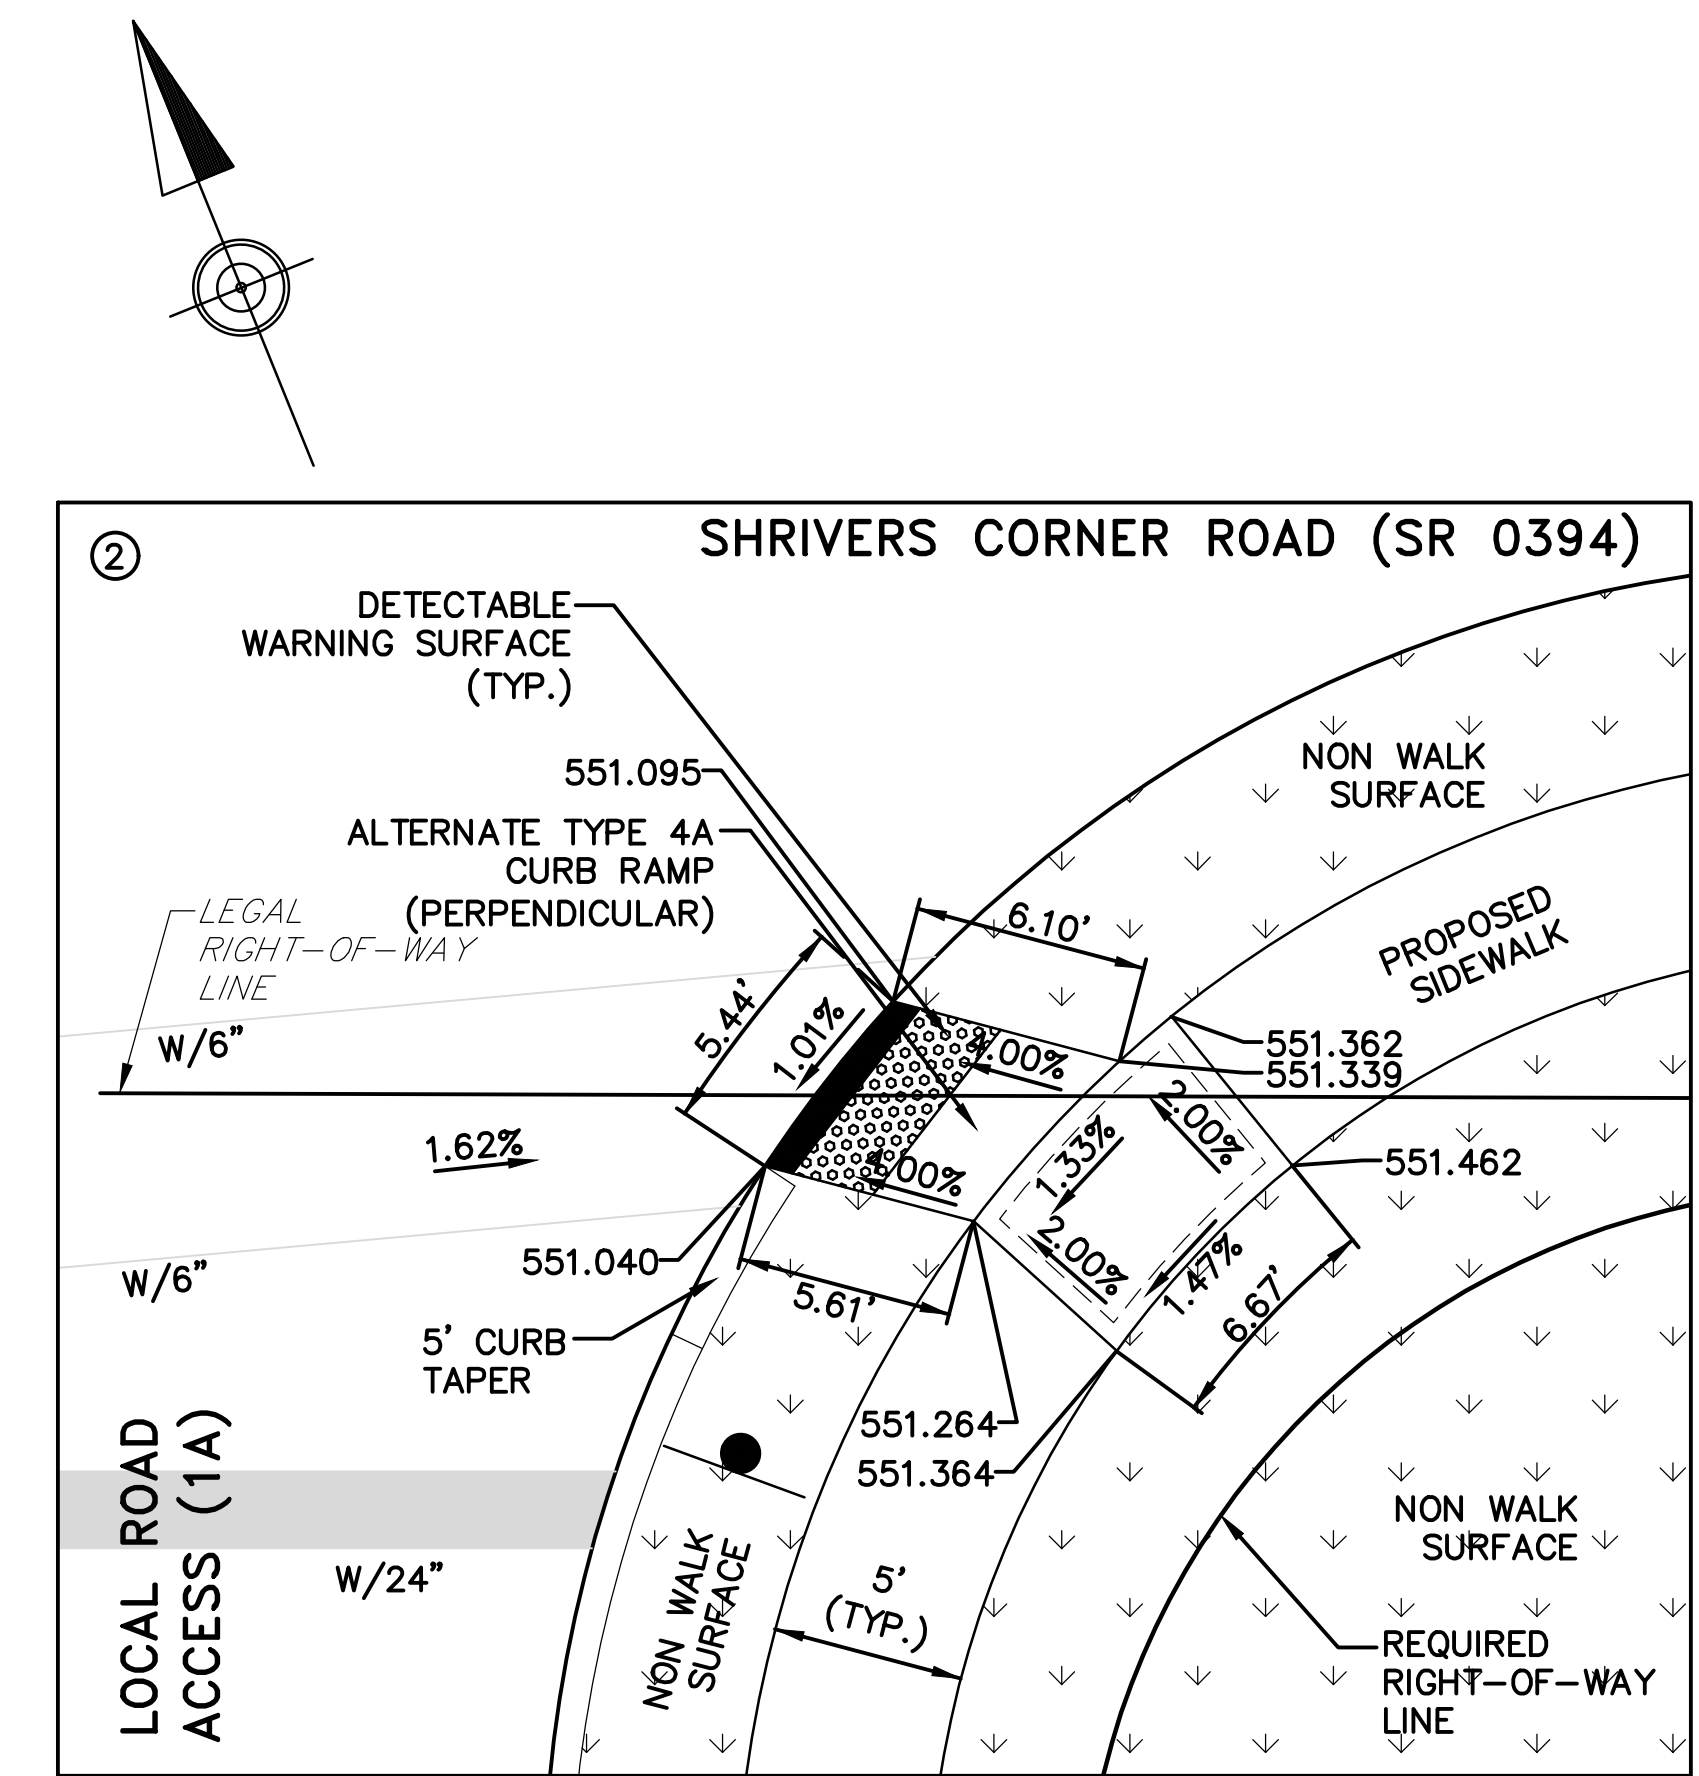 ②
SHRIVERS CORNER ROAD (SR 0394)
DETECTABLE
WARNING SURFACE
(TYP.)
551.095
ALTERNATE TYPE 4A
CURB RAMP
(PERPENDICULAR)
LEGAL
RIGHT-OF-WAY
LINE
W/6"
NON WALK
SURFACE
PROPOSED
SIDEWALK
6.10'
5.44'
1.01%
4.00%
551.362
551.339
2.00%
1.33%
1.62%
4.00%
551.462
2.00%
1.47%
6.67'
551.040
W/6"
5.61'
5' CURB
TAPER
551.264
551.364
LOCAL ROAD
ACCESS (1A)
W/24"
NON WALK
SURFACE
5'
(TYP.)
NON WALK
SURFACE
REQUIRED
RIGHT-OF-WAY
LINE